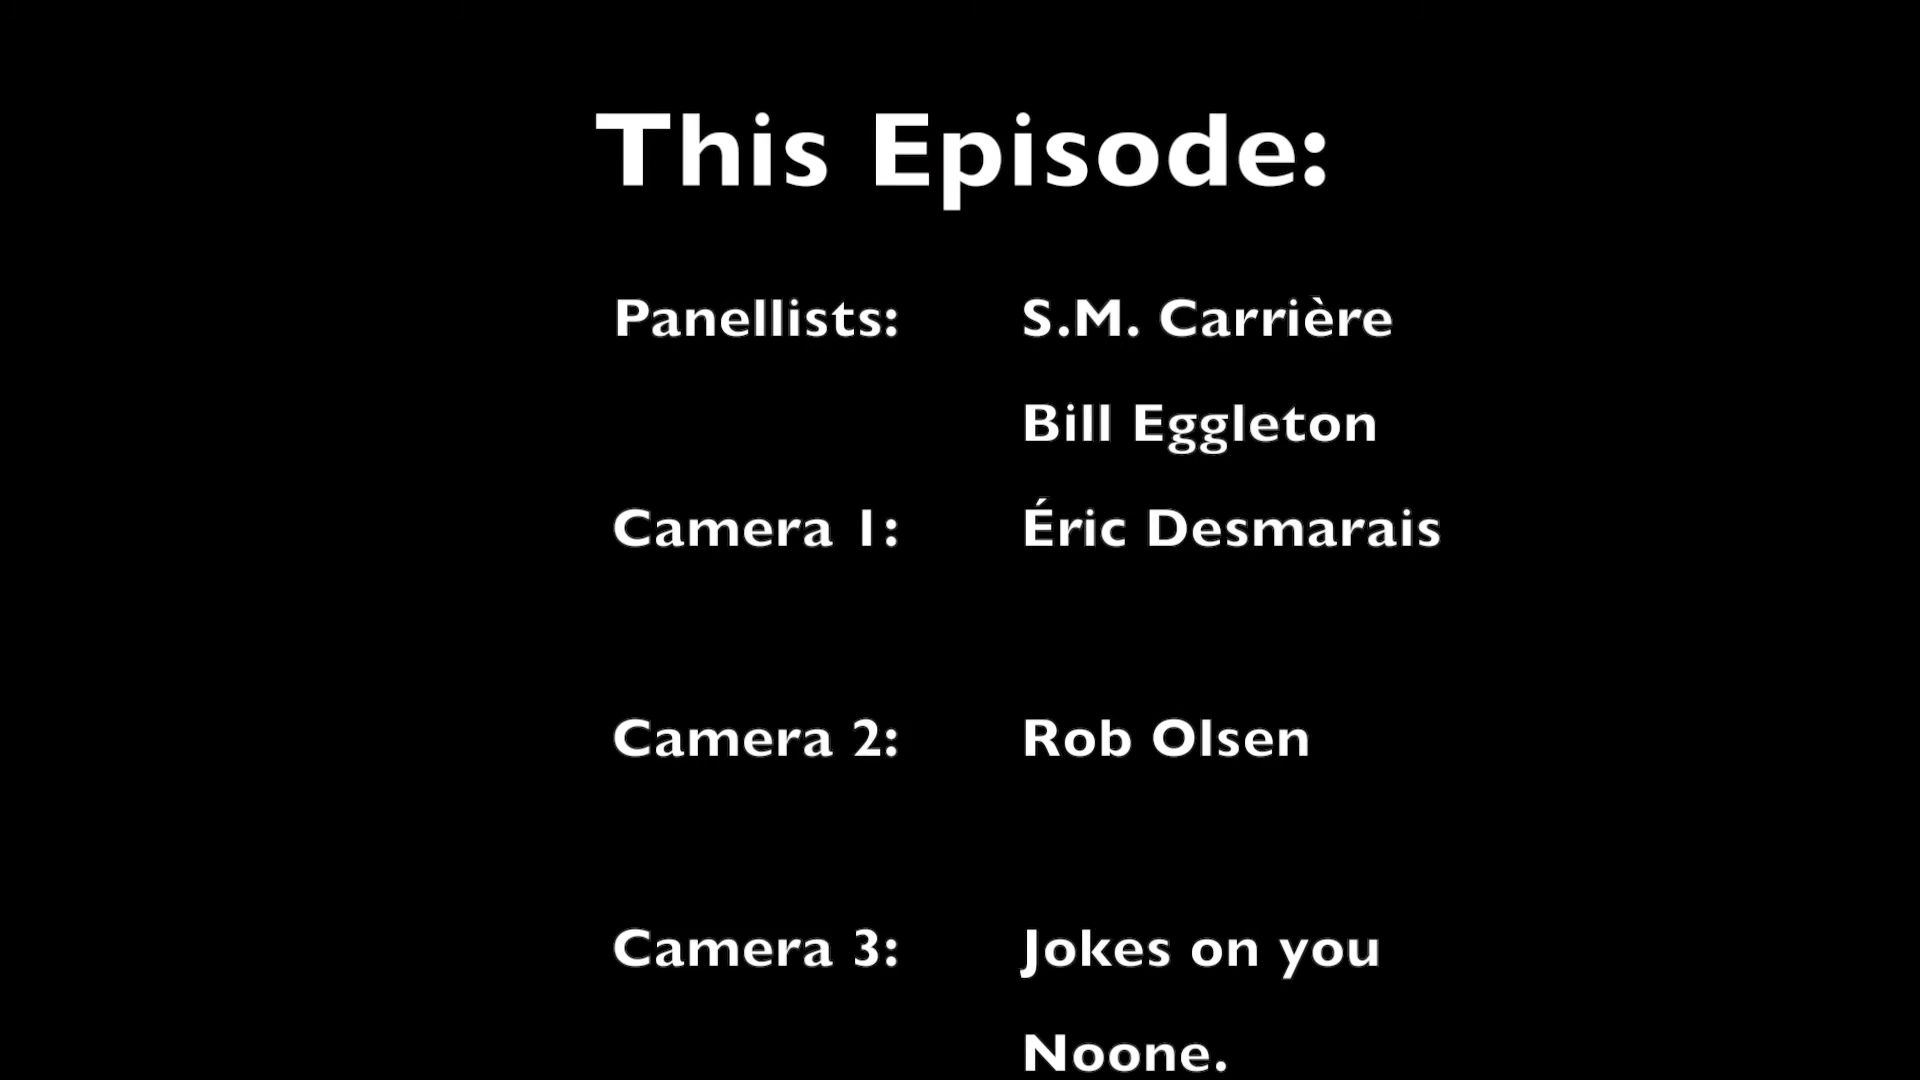 This Episode:
Panellists: S.M. Carrière
Bill Eggleton
Camera 1: Éric Desmarais
Camera 2: Rob Olsen
Camera 3: Jokes on you
Noone.